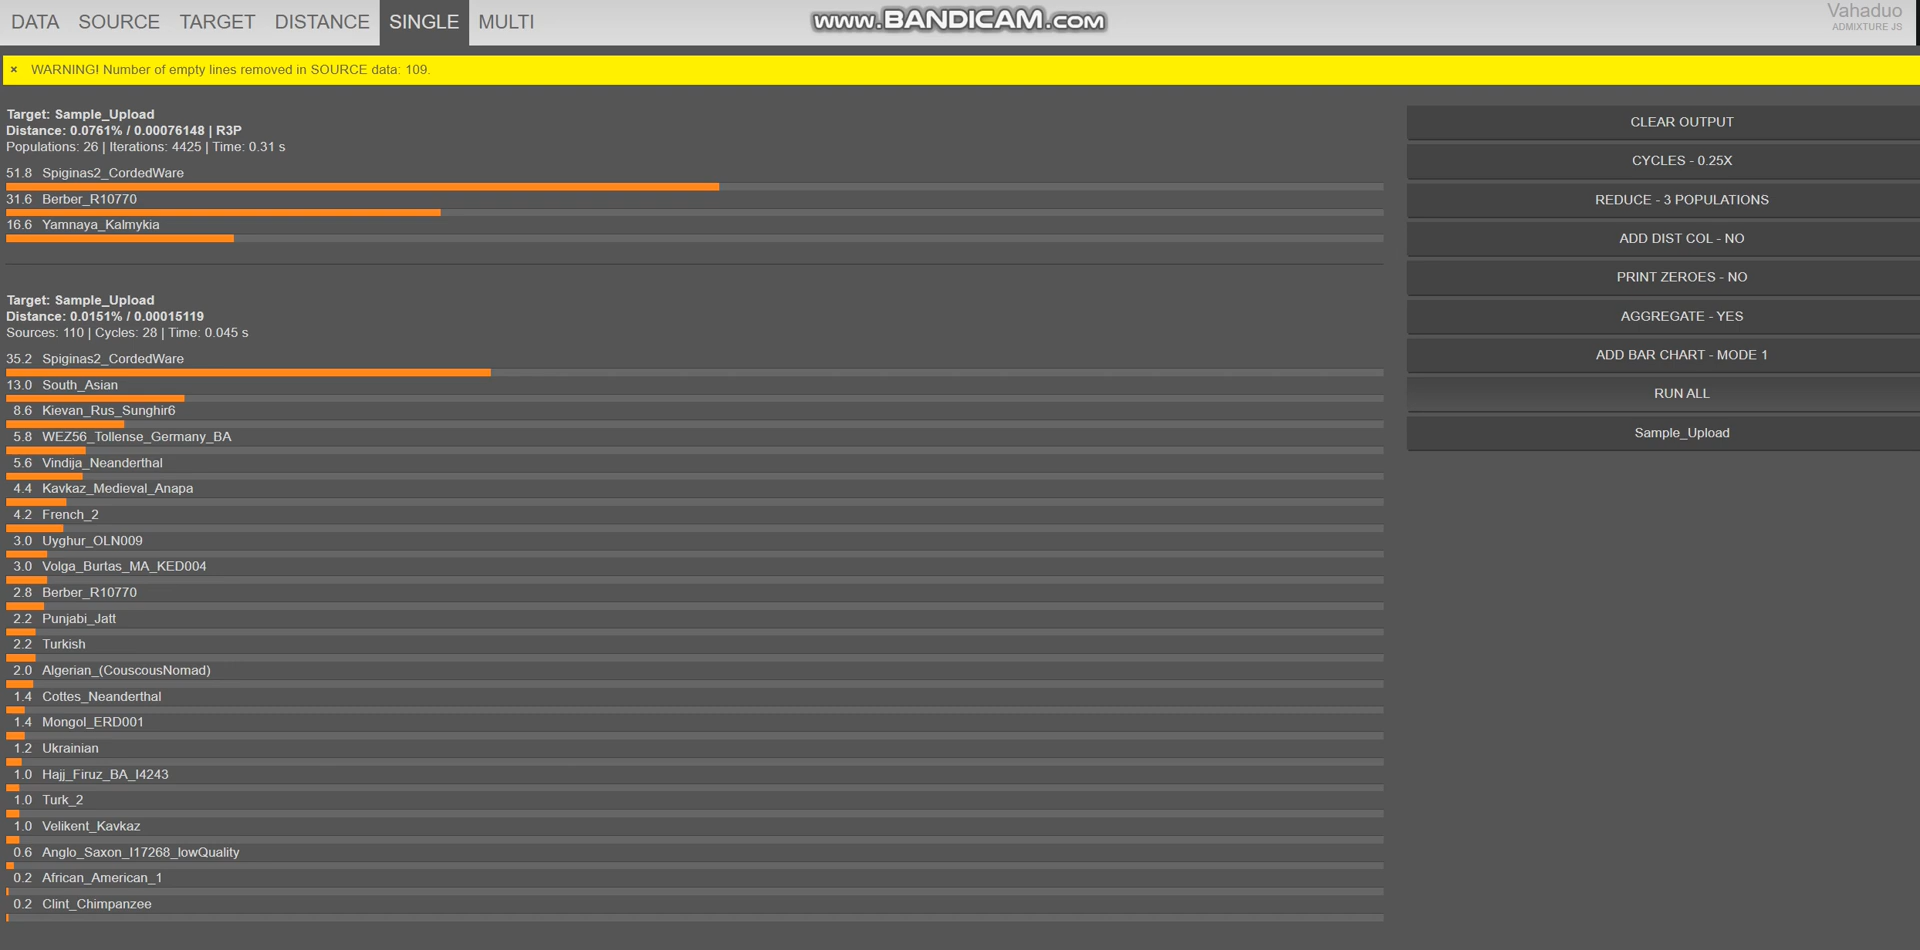 DATA SOURCE TARGET DISTANCE SINGLE MULTI
www.BANDICAM.com
Vahaduo
ADMIXTURE JS
× WARNING! Number of empty lines removed in SOURCE data: 109.
Target: Sample_Upload
Distance: 0.0761% / 0.00076148 | R3P
Populations: 26 | Iterations: 4425 | Time: 0.31 s
51.8 Spiginas2_CordedWare
31.6 Berber_R10770
16.6 Yamnaya_Kalmykia
Target: Sample_Upload
Distance: 0.0151% / 0.00015119
Sources: 110 | Cycles: 28 | Time: 0.045 s
35.2 Spiginas2_CordedWare
13.0 South_Asian
8.6 Kievan_Rus_Sunghir6
5.8 WEZ56_Tollense_Germany_BA
5.6 Vindija_Neanderthal
4.4 Kavkaz_Medieval_Anapa
4.2 French_2
3.0 Uyghur_OLN009
3.0 Volga_Burtas_MA_KED004
2.8 Berber_R10770
2.2 Punjabi_Jatt
2.2 Turkish
2.0 Algerian_(CouscousNomad)
1.4 Cottes_Neanderthal
1.4 Mongol_ERD001
1.2 Ukrainian
1.0 Hajj_Firuz_BA_I4243
1.0 Turk_2
1.0 Velikent_Kavkaz
0.6 Anglo_Saxon_I17268_lowQuality
0.2 African_American_1
0.2 Clint_Chimpanzee
CLEAR OUTPUT
CYCLES - 0.25X
REDUCE - 3 POPULATIONS
ADD DIST COL - NO
PRINT ZEROES - NO
AGGREGATE - YES
ADD BAR CHART - MODE 1
RUN ALL
Sample_Upload